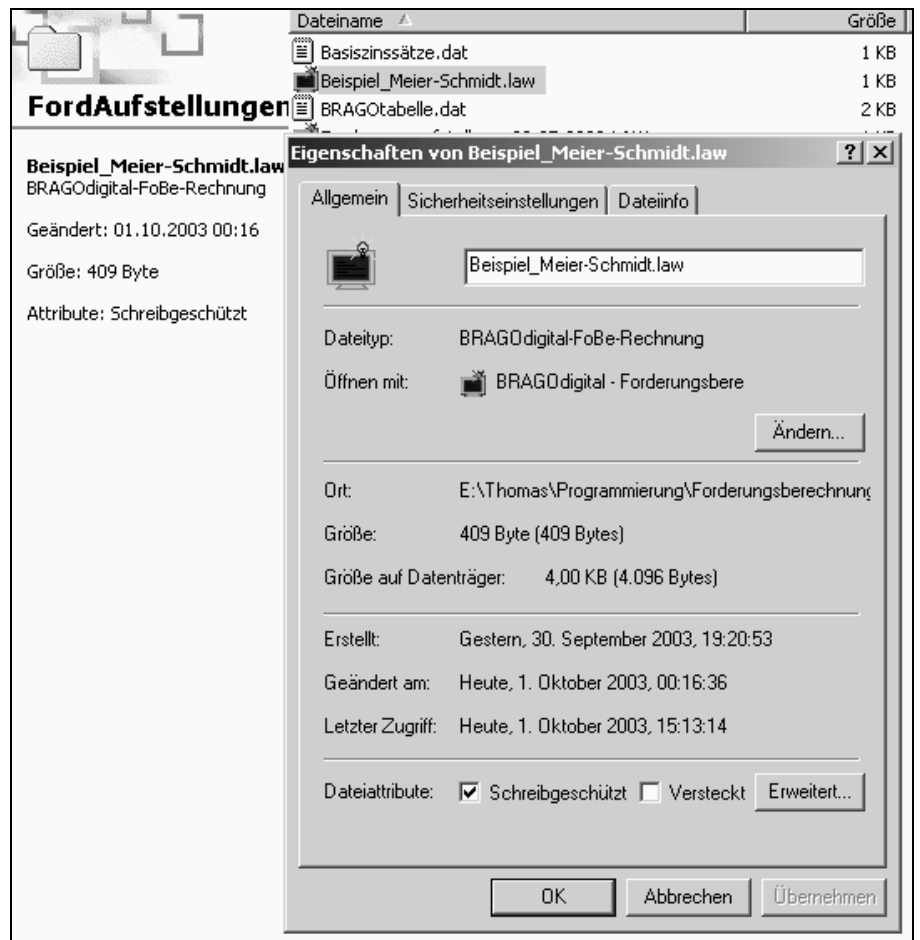 Dateiname Größe
Basiszinssätze.dat 1 KB
Beispiel_Meier-Schmidt.law 1 KB
BRAGOtabelle.dat 2 KB
FordAufstellungen
Beispiel_Meier-Schmidt.law
BRAGOdigital-FoBe-Rechnung
Geändert: 01.10.2003 00:16
Größe: 409 Byte
Attribute: Schreibgeschützt
Eigenschaften von Beispiel_Meier-Schmidt.law
Allgemein Sicherheitseinstellungen Dateiinfo
Beispiel_Meier-Schmidt.law
Dateityp: BRAGOdigital-FoBe-Rechnung
Öffnen mit: BRAGOdigital - Forderungsbere
Ändern...
Ort: E:\Thomas\Programmierung\Forderungsberechnung
Größe: 409 Byte (409 Bytes)
Größe auf Datenträger: 4,00 KB (4.096 Bytes)
Erstellt: Gestern, 30. September 2003, 19:20:53
Geändert am: Heute, 1. Oktober 2003, 00:16:36
Letzter Zugriff: Heute, 1. Oktober 2003, 15:13:14
Dateiattribute: Schreibgeschützt Versteckt Erweitert...
OK Abbrechen Übernehmen